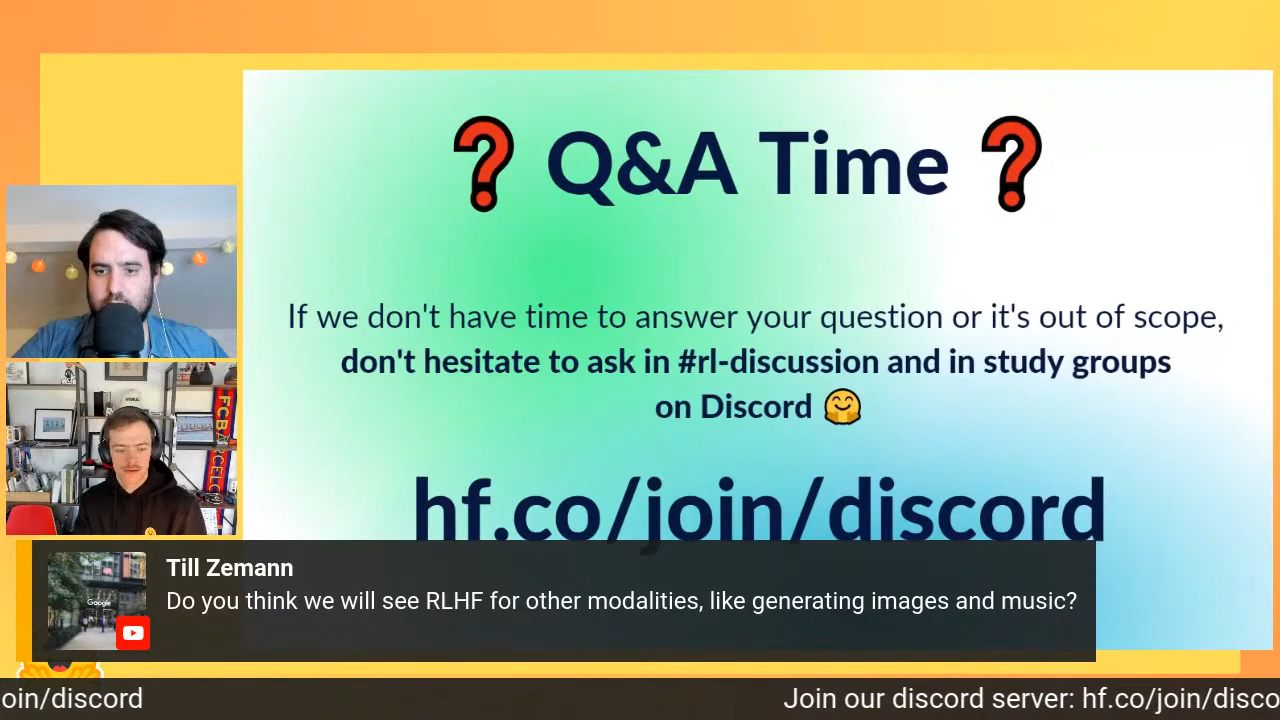 ❓ Q&A Time ❓
If we don't have time to answer your question or it's out of scope,
don't hesitate to ask in #rl-discussion and in study groups
on Discord 🤗
hf.co/join/discord
FCBARCEL
Google
Till Zemann
Do you think we will see RLHF for other modalities, like generating images and music?
oin/discord
Join our discord server: hf.co/join/disco